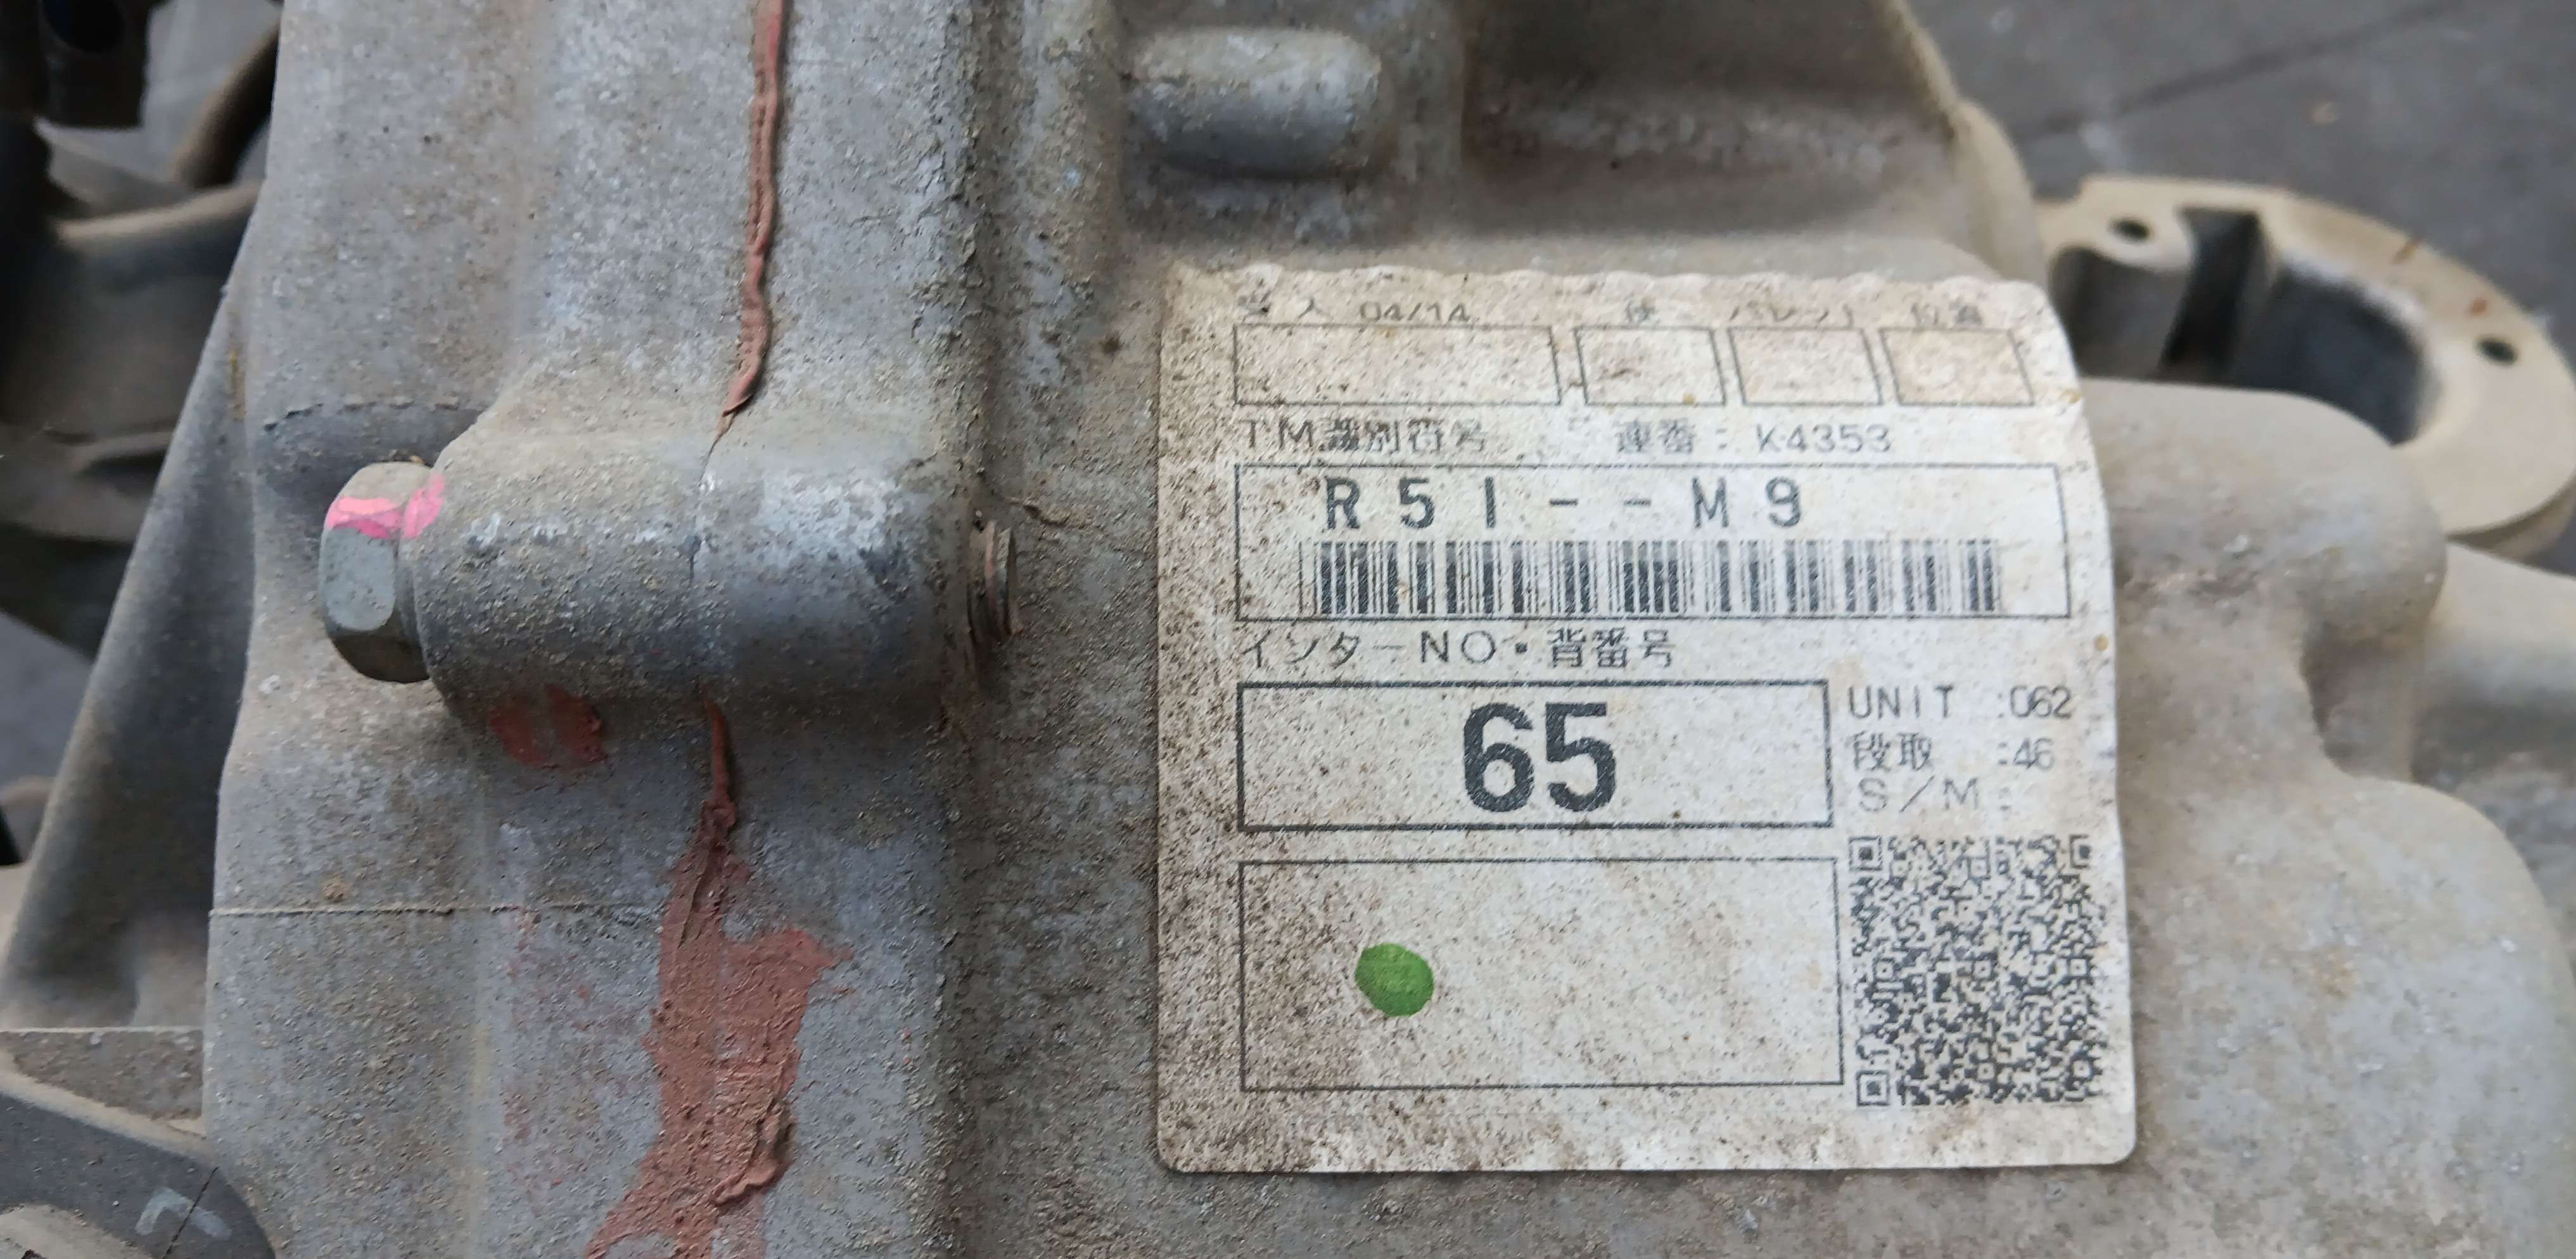 04/14
TM識別符号 連番：K4353
R5I--M9
インターNO・背番号
65
UNIT :062
段取 :46
S/M: